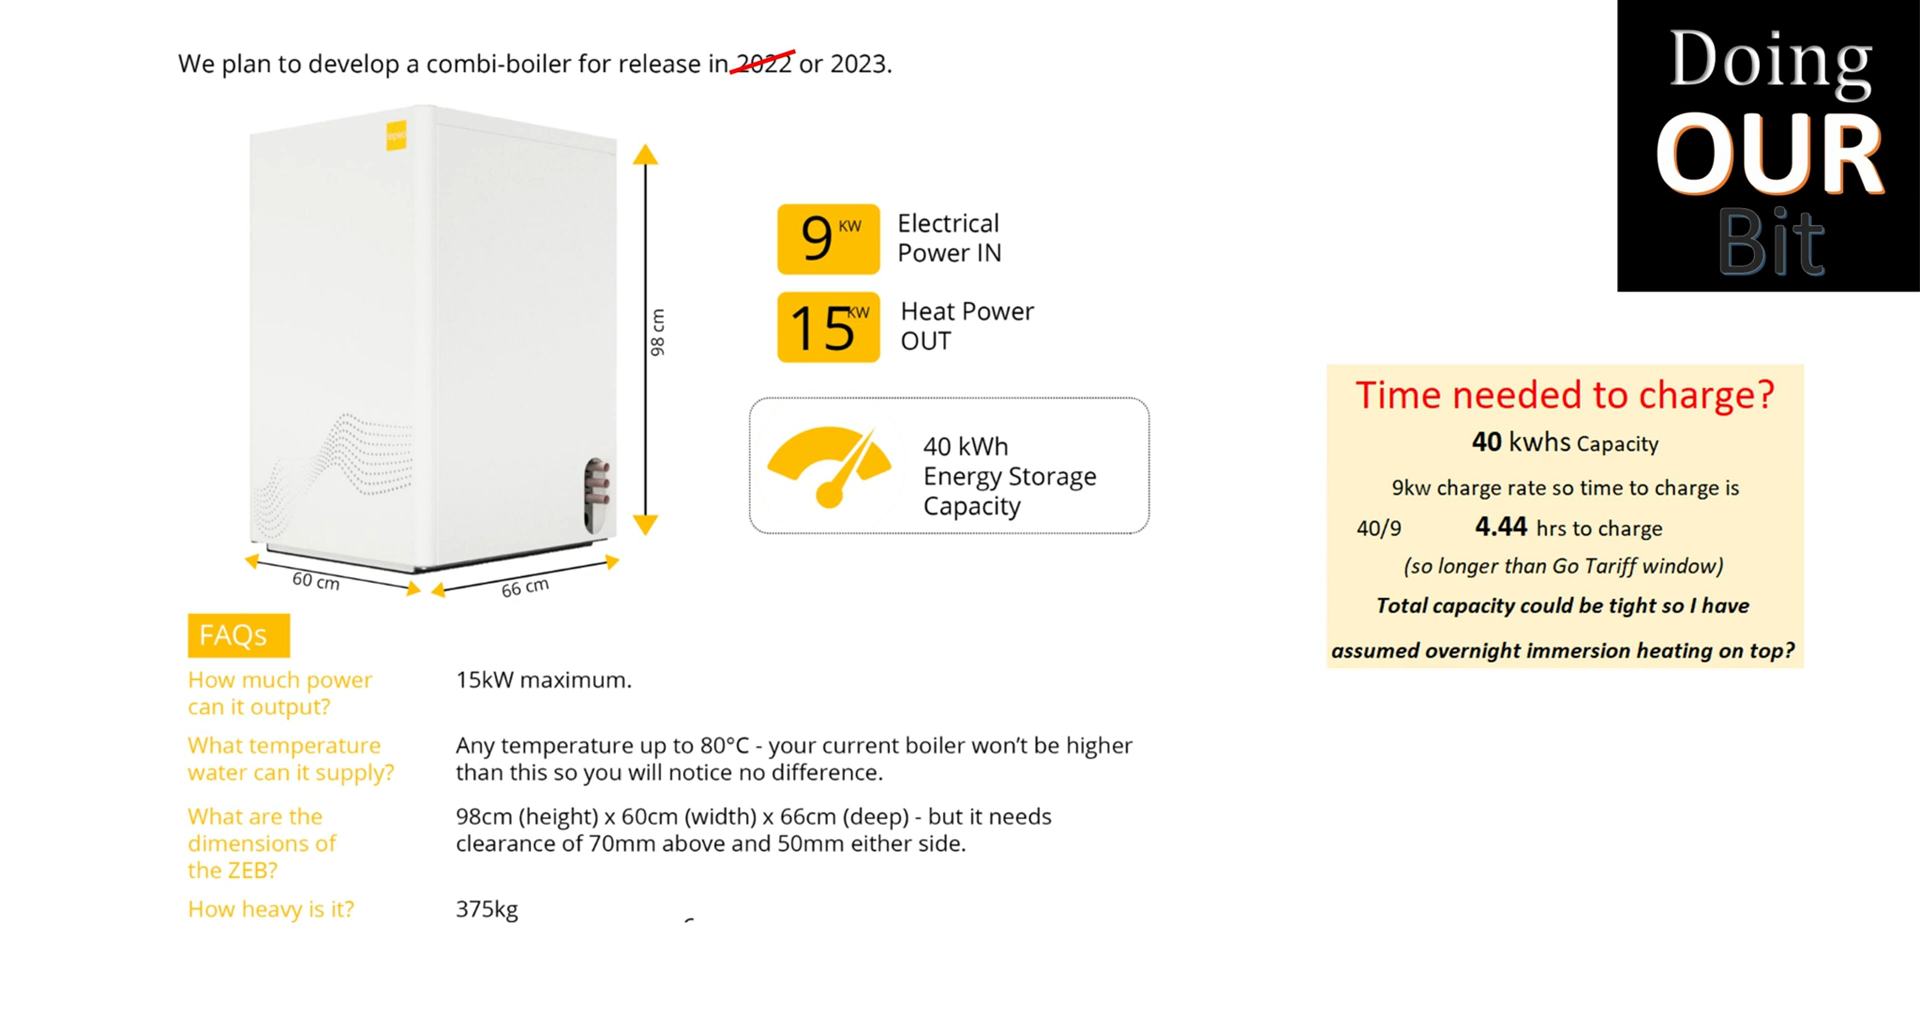 We plan to develop a combi-boiler for release in 2022 or 2023.
Doing
OUR
Bit
98 cm
60 cm
66 cm
9 KW
Electrical
Power IN
15 KW
Heat Power
OUT
40 kWh
Energy Storage
Capacity
Time needed to charge?
40 kwhs Capacity
9kw charge rate so time to charge is
40/9 4.44 hrs to charge
(so longer than Go Tariff window)
Total capacity could be tight so I have
assumed overnight immersion heating on top?
FAQs
How much power
can it output?
15kW maximum.
What temperature
water can it supply?
Any temperature up to 80°C - your current boiler won't be higher
than this so you will notice no difference.
What are the
dimensions of
the ZEB?
98cm (height) x 60cm (width) x 66cm (deep) - but it needs
clearance of 70mm above and 50mm either side.
How heavy is it?
375kg